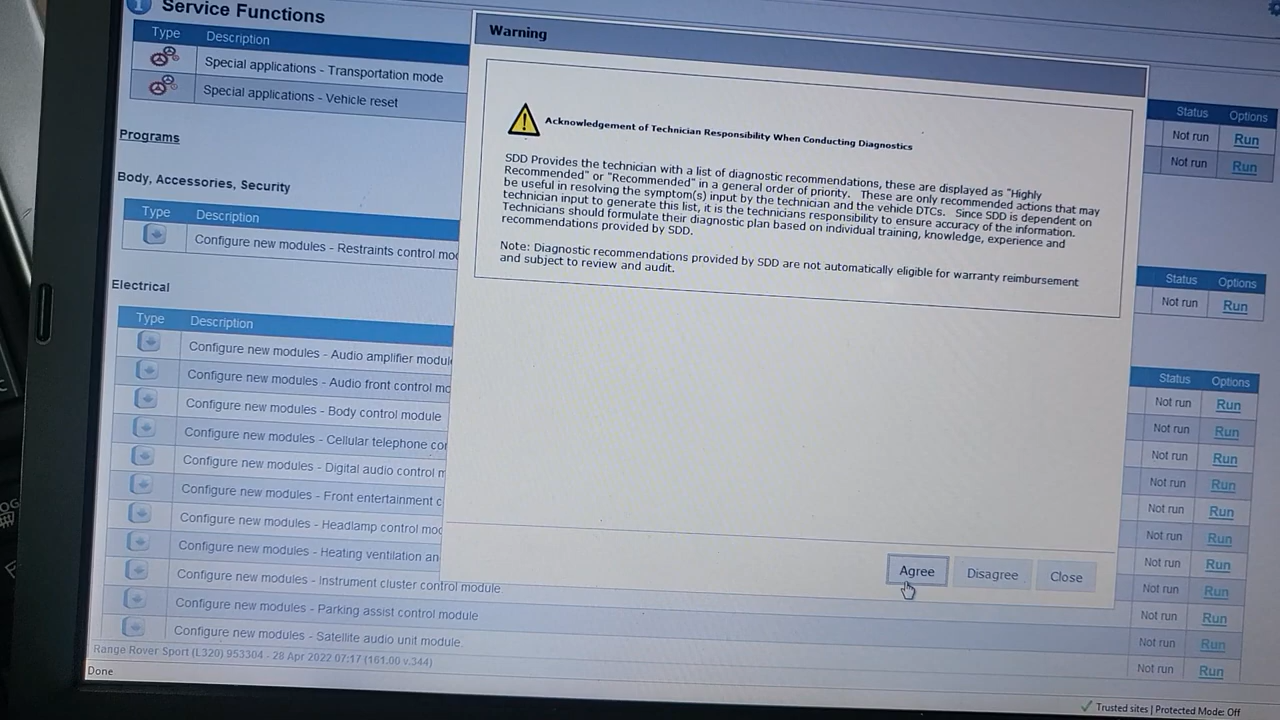 Service Functions
Type Description
Special applications - Transportation mode
Special applications - Vehicle reset
Programs
Body, Accessories, Security
Type Description
Configure new modules - Restraints control mo
Electrical
Type Description
Configure new modules - Audio amplifier modul
Configure new modules - Audio front control mo
Configure new modules - Body control module
Configure new modules - Cellular telephone cor
Configure new modules - Digital audio control m
Configure new modules - Front entertainment c
Configure new modules - Headlamp control mod
Configure new modules - Heating ventilation an
Configure new modules - Instrument cluster control module
Configure new modules - Parking assist control module
Configure new modules - Satellite audio unit module
Range Rover Sport (L320) 953304 - 28 Apr 2022 07:17 (161.00 v.344)
Done
Warning
Acknowledgement of Technician Responsibility When Conducting Diagnostics
SDD Provides the technician with a list of diagnostic recommendations, these are displayed as "Highly
Recommended" or "Recommended" in a general order of priority. These are only recommended actions that may
be useful in resolving the symptom(s) input by the technician and the vehicle DTCs. Since SDD is dependent on
technician input to generate this list, it is the technicians responsibility to ensure accuracy of the information.
Technicians should formulate their diagnostic plan based on individual training, knowledge, experience and
recommendations provided by SDD.
Note: Diagnostic recommendations provided by SDD are not automatically eligible for warranty reimbursement
and subject to review and audit.
Agree Disagree Close
Status Options
Not run Run
Not run Run
Status Options
Not run Run
Status Options
Not run Run
Not run Run
Not run Run
Not run Run
Not run Run
Not run Run
Not run Run
Not run Run
Not run Run
Not run Run
Not run Run
Trusted sites | Protected Mode: Off